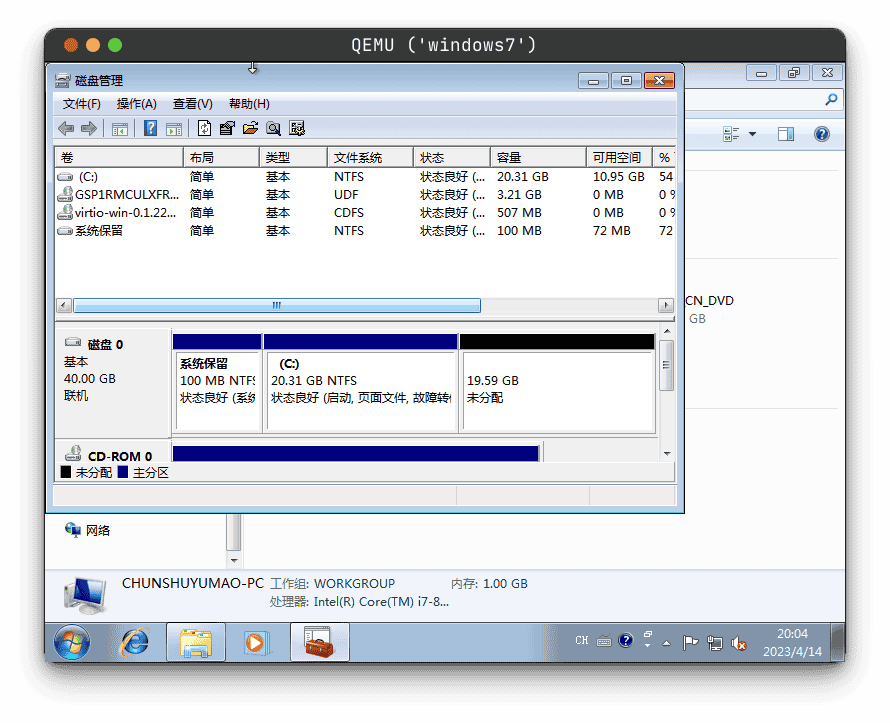 QEMU ('windows7')
磁盘管理
文件(F) 操作(A) 查看(V) 帮助(H)
卷 布局 类型 文件系统 状态 容量 可用空间 %
(C:) 简单 基本 NTFS 状态良好 (... 20.31 GB 10.95 GB 54
GSP1RMCULXFR... 简单 基本 UDF 状态良好 (... 3.21 GB 0 MB 0 %
virtio-win-0.1.22... 简单 基本 CDFS 状态良好 (... 507 MB 0 MB 0 %
系统保留 简单 基本 NTFS 状态良好 (... 100 MB 72 MB 72
CN_DVD
GB
磁盘 0
基本
40.00 GB
联机
系统保留
100 MB NTFS
状态良好 (系统
(C:)
20.31 GB NTFS
状态良好 (启动, 页面文件, 故障转
19.59 GB
未分配
CD-ROM 0
未分配 主分区
网络
CHUNSHUYUMAO-PC 工作组: WORKGROUP 内存: 1.00 GB
处理器: Intel(R) Core(TM) i7-8...
CH
20:04
2023/4/14